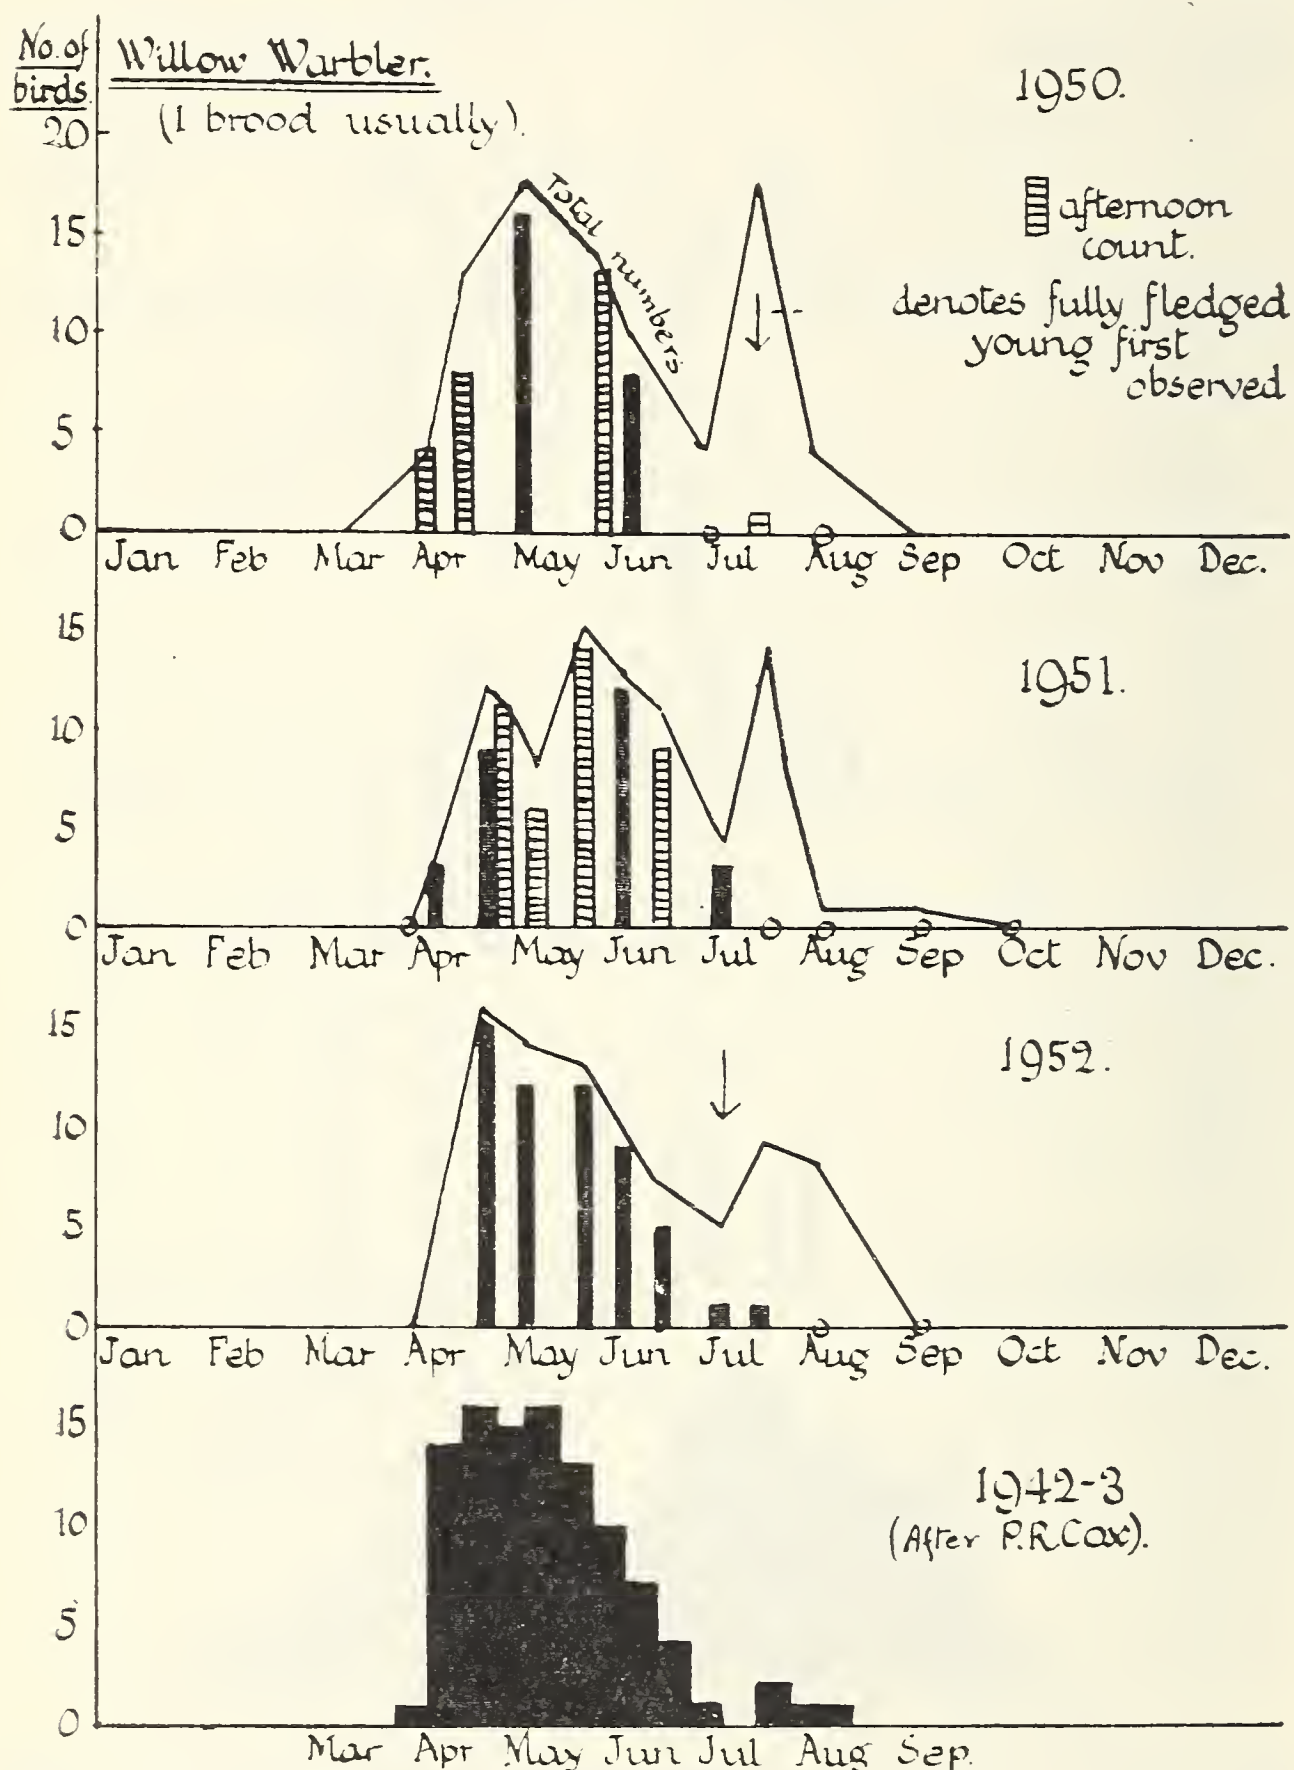 No. of
birds.
Willow Warbler.
(1 brood usually).
1950.
20
15
10
5
0
Total numbers
afternoon
count.
denotes fully fledged
young first
observed
Jan Feb Mar Apr May Jun Jul Aug Sep Oct Nov Dec.
1951.
15
10
5
0
Jan Feb Mar Apr May Jun Jul Aug Sep Oct Nov Dec.
1952.
15
10
5
0
Jan Feb Mar Apr May Jun Jul Aug Sep Oct Nov Dec.
15
10
5
0
1942-3
(After P.R.Cox).
Mar Apr May Jun Jul Aug Sep.